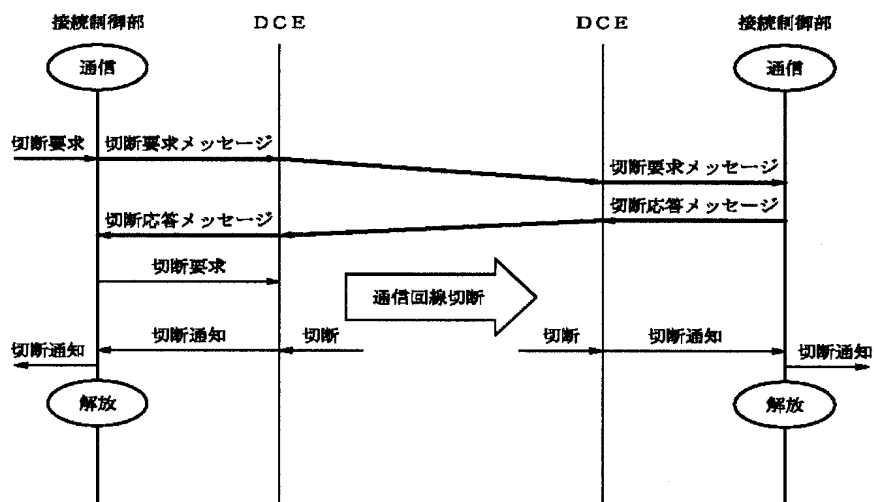 接続制御部 DCE DCE 接続制御部
通信 通信
切断要求 切断要求メッセージ
切断要求メッセージ
切断応答メッセージ
切断応答メッセージ
切断要求
通信回線切断
切断通知 切断 切断 切断通知
切断通知 切断通知
解放 解放